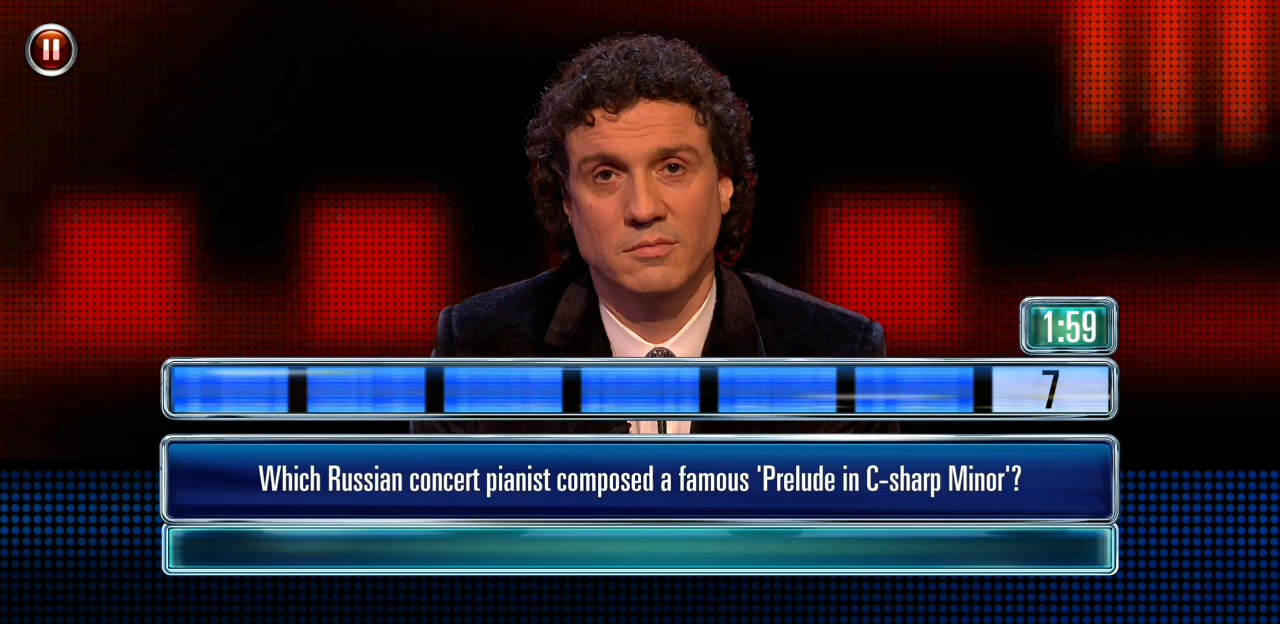 1:59
7
Which Russian concert pianist composed a famous 'Prelude in C-sharp Minor'?